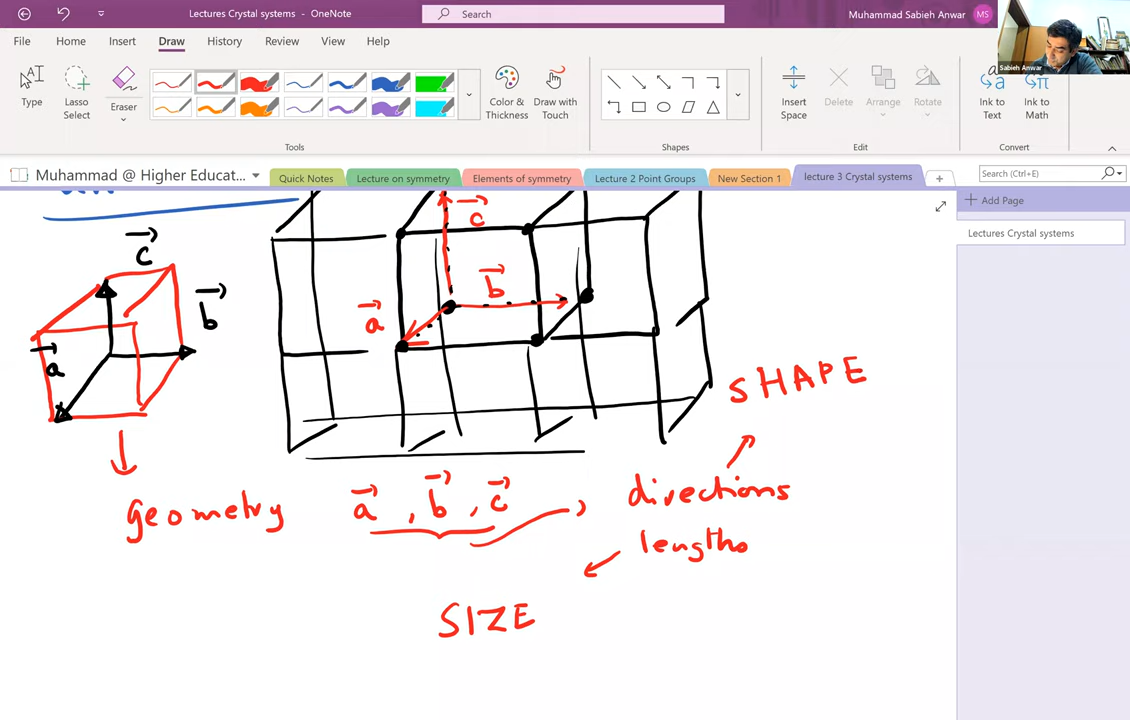 Lectures Crystal systems - OneNote
Search
Muhammad Sabieh Anwar MS
File Home Insert Draw History Review View Help
Sabieh Anwar
Type
Lasso Select
Eraser
Color & Thickness
Draw with Touch
Insert Space
Delete
Arrange
Rotate
Ink to Text
Ink to Math
Tools
Shapes
Edit
Convert
Muhammad @ Higher Educat...
Quick Notes
Lecture on symmetry
Elements of symmetry
Lecture 2 Point Groups
New Section 1
lecture 3 Crystal systems
Search (Ctrl+E)
Add Page
Lectures Crystal systems
c
b
a
c
b
a
SHAPE
geometry
a, b, c, directions
lengths
SIZE